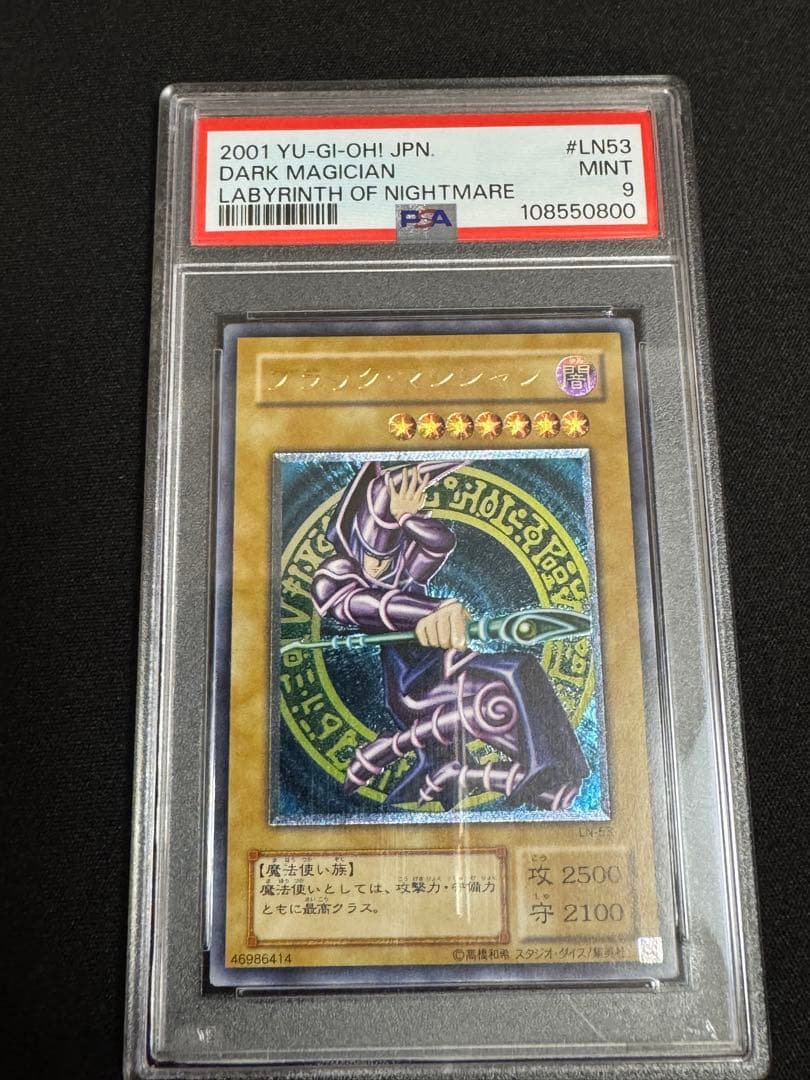 2001 YU-GI-OH! JPN. #LN53
DARK MAGICIAN MINT
LABYRINTH OF NIGHTMARE 9
PSA 108550800
ブラック・マジシャン
闇
LN-53
【魔法使い族】
魔法使いとしては、攻撃力・守備力
ともに最高クラス。
攻 2500
守 2100
46986414 ©高橋和希 スタジオ・ダイス/集英社